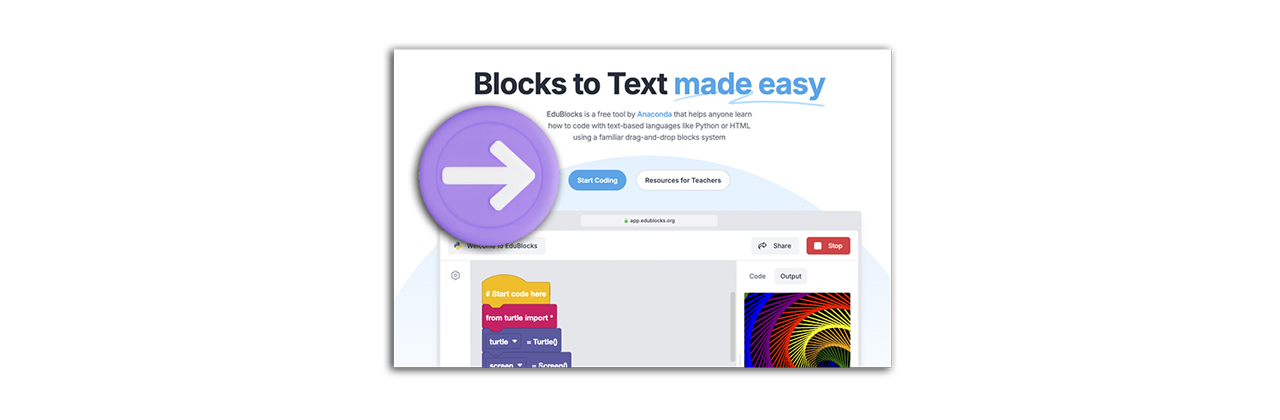 Blocks to Text made easy
EduBlocks is a free tool by Anaconda that helps anyone learn
how to code with text-based languages like Python or HTML
using a familiar drag-and-drop blocks system
Start Coding
Resources for Teachers
app.edublocks.org
Welcome to EduBlocks
Share
Stop
Code
Output
# Start code here
from turtle import *
turtle = Turtle()
screen = Screen()